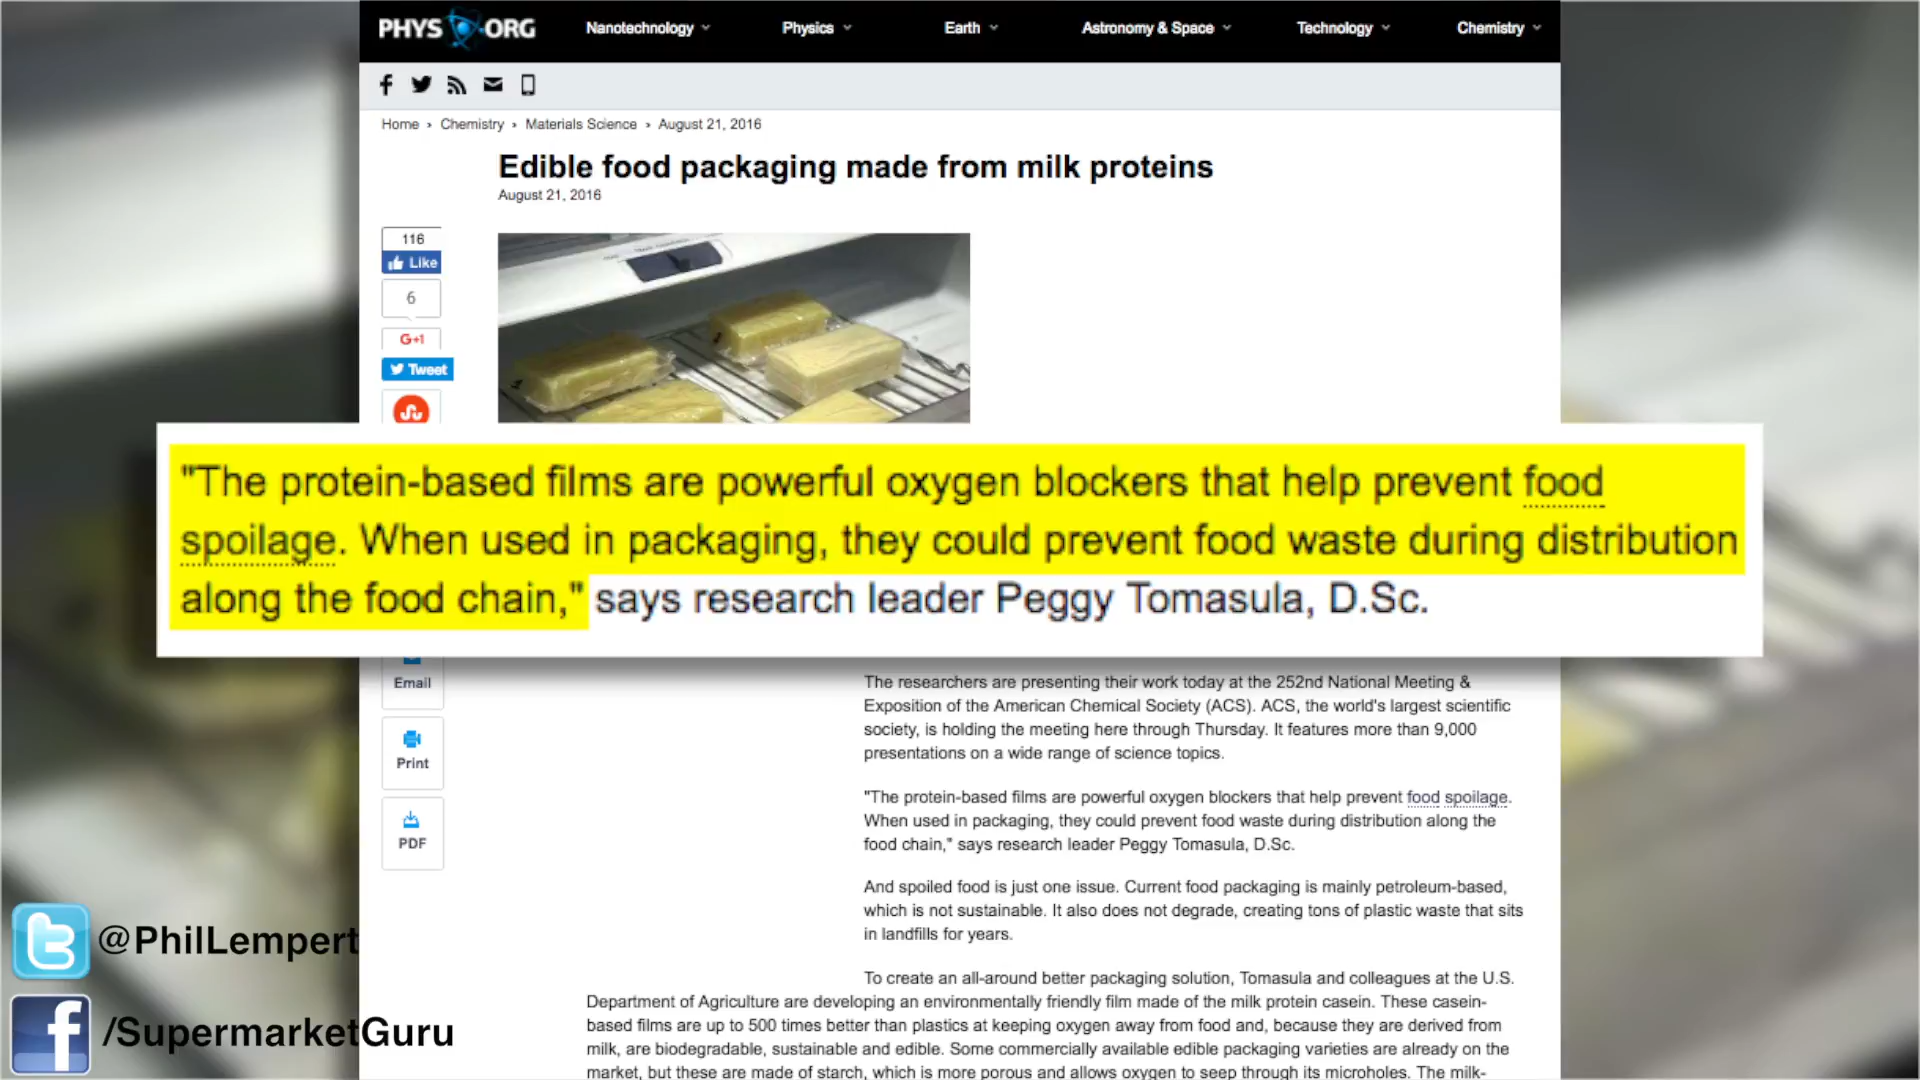 PHYS ORG
Nanotechnology Physics Earth Astronomy & Space Technology Chemistry
Home › Chemistry › Materials Science › August 21, 2016
Edible food packaging made from milk proteins
August 21, 2016
116
Like
6
G+1
Tweet
"The protein-based films are powerful oxygen blockers that help prevent food
spoilage. When used in packaging, they could prevent food waste during distribution
along the food chain," says research leader Peggy Tomasula, D.Sc.
Email
Print
PDF
The researchers are presenting their work today at the 252nd National Meeting &
Exposition of the American Chemical Society (ACS). ACS, the world's largest scientific
society, is holding the meeting here through Thursday. It features more than 9,000
presentations on a wide range of science topics.
"The protein-based films are powerful oxygen blockers that help prevent food spoilage.
When used in packaging, they could prevent food waste during distribution along the
food chain," says research leader Peggy Tomasula, D.Sc.
And spoiled food is just one issue. Current food packaging is mainly petroleum-based,
which is not sustainable. It also does not degrade, creating tons of plastic waste that sits
in landfills for years.
To create an all-around better packaging solution, Tomasula and colleagues at the U.S.
Department of Agriculture are developing an environmentally friendly film made of the milk protein casein. These casein-
based films are up to 500 times better than plastics at keeping oxygen away from food and, because they are derived from
milk, are biodegradable, sustainable and edible. Some commercially available edible packaging varieties are already on the
market, but these are made of starch, which is more porous and allows oxygen to seep through its microholes. The milk-
@PhilLempert
/SupermarketGuru